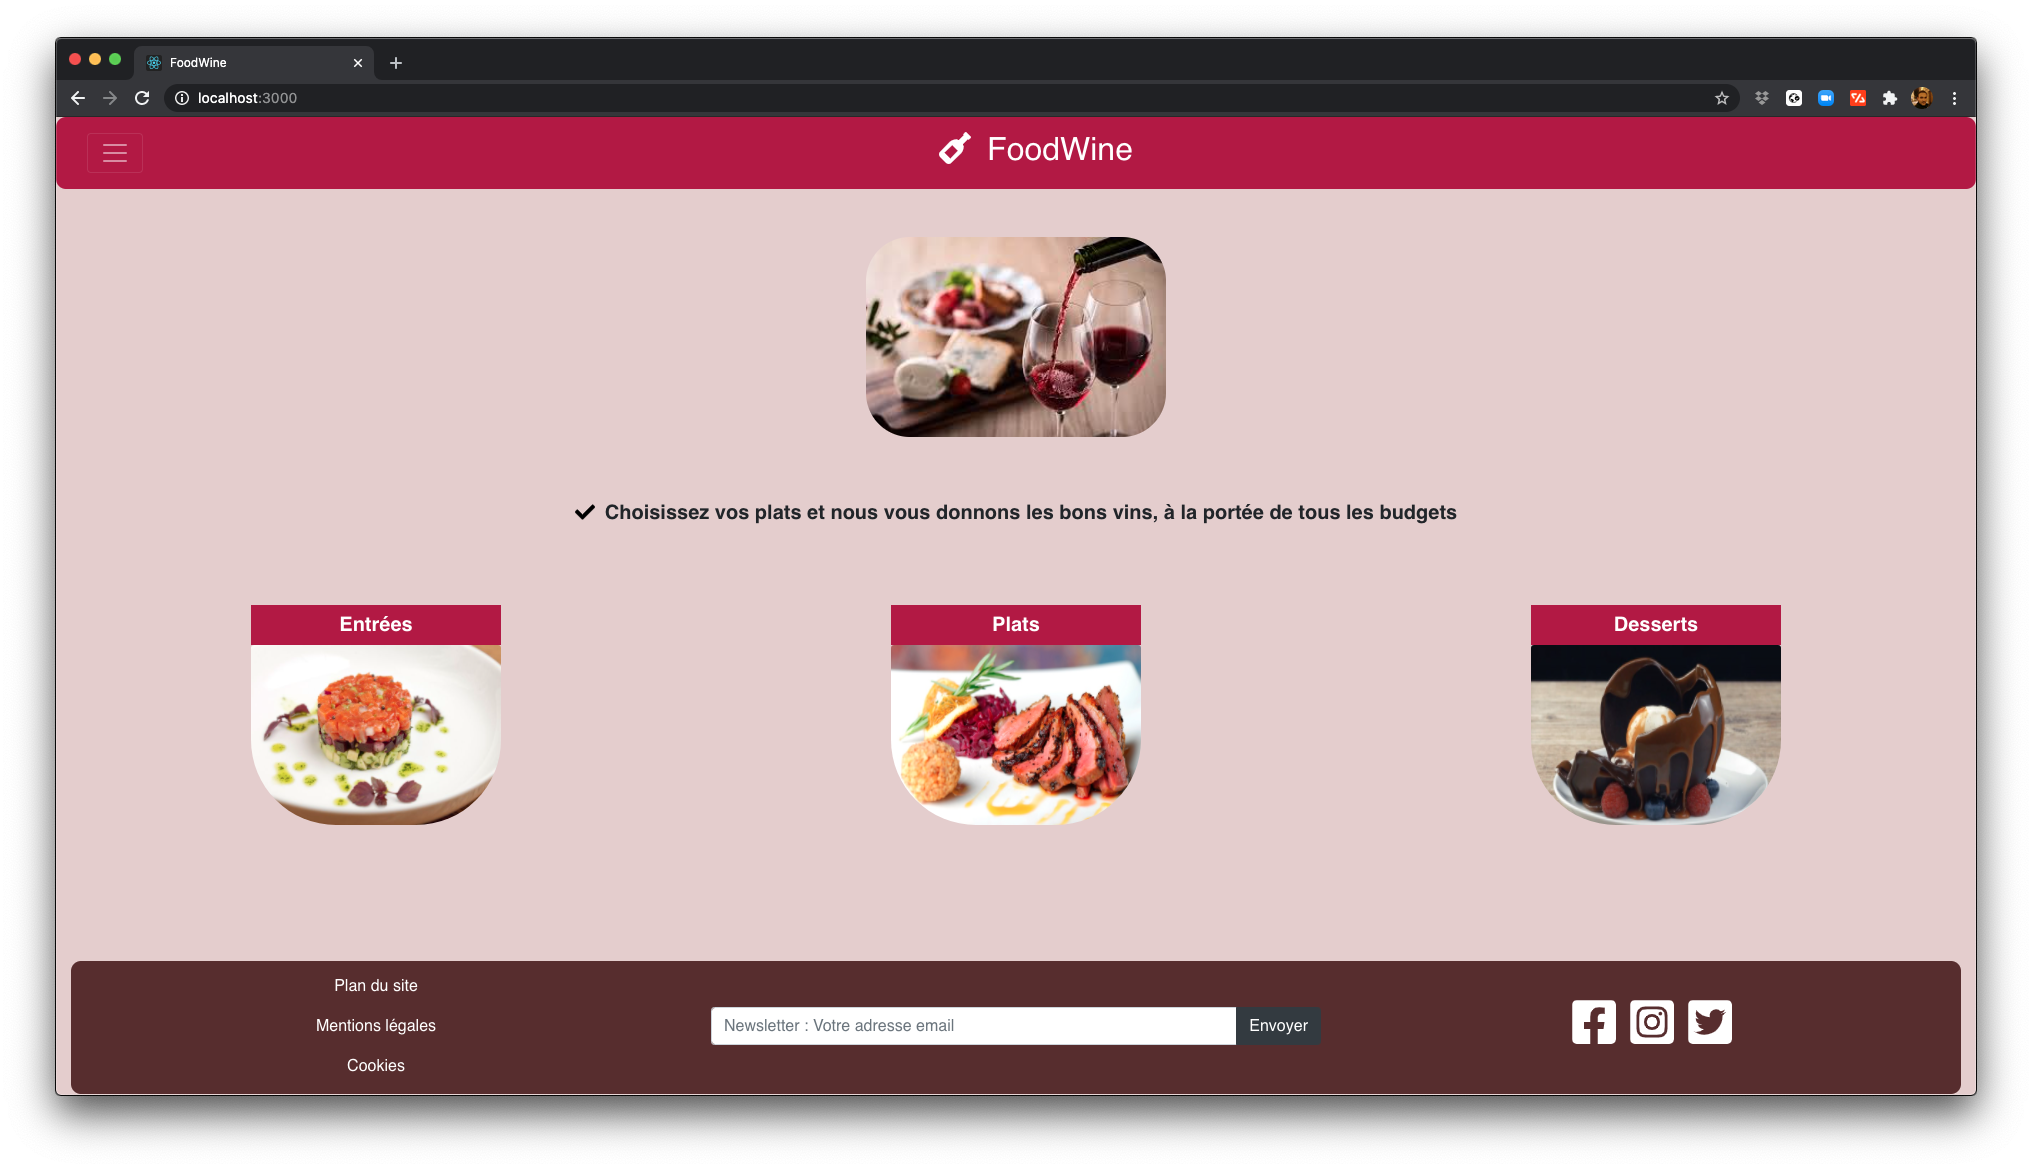 FoodWine
localhost:3000
FoodWine
Choisissez vos plats et nous vous donnons les bons vins, à la portée de tous les budgets
Entrées
Plats
Desserts
Plan du site
Mentions légales
Cookies
Newsletter : Votre adresse email
Envoyer